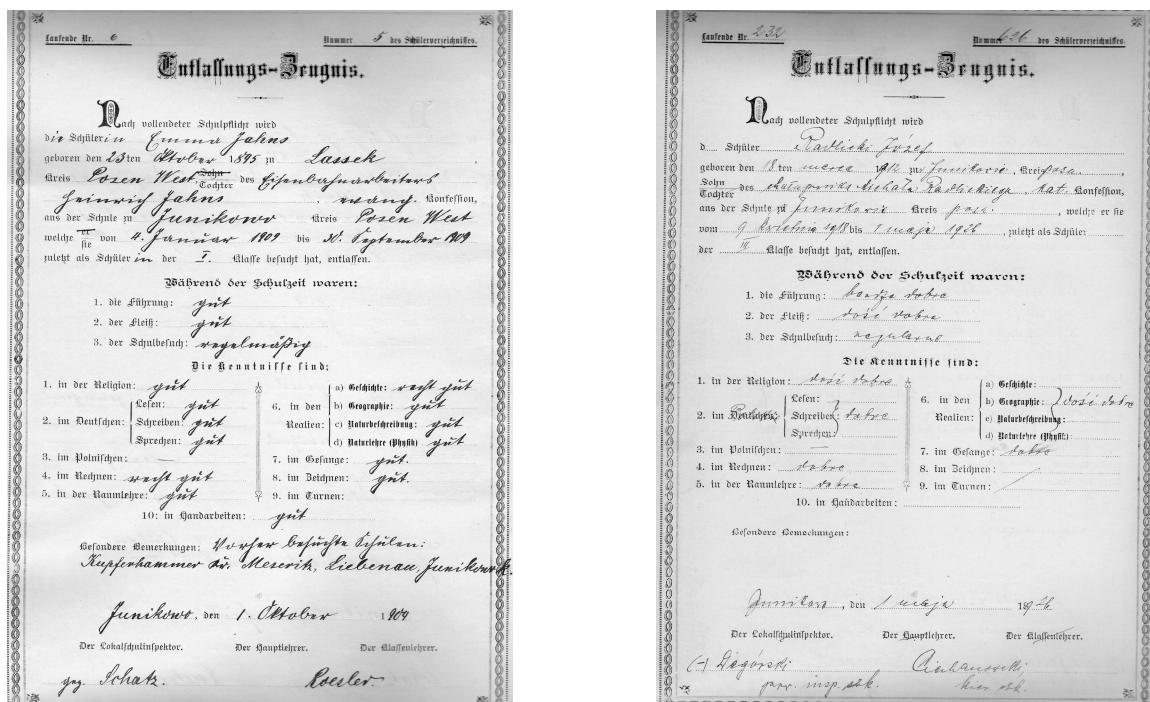 Laufende Nr. 6 Nummer 5 des Schülerverzeichnisses.
Entlassungs-Zeugnis.
Nach vollendeter Schulpflicht wird
die Schülerin Emma Jahns
geboren den 23ten Oktober 1895 zu Lassek
Kreis Posen West Sohn Tochter des Eisenbahnarbeiters
Heinrich Jahns, evang. Konfession,
aus der Schule zu Junikowo Kreis Posen West
welche er sie von 4. Januar 1909 bis 30. September 1909
zuletzt als Schülerin in der I. Klasse besucht hat, entlassen.
Während der Schulzeit waren:
1. die Führung: gut
2. der Fleiß: gut
3. der Schulbesuch: regelmäßig
Die Kenntnisse sind:
1. in der Religion: gut
2. im Deutschen:
Lesen: gut
Schreiben: gut
Sprechen: gut
3. im Polnischen: —
4. im Rechnen: recht gut
5. in der Raumlehre: gut
6. in den Realien:
a) Geschichte: recht gut
b) Geographie: gut
c) Naturbeschreibung: gut
d) Naturlehre (Physik): gut
7. im Gesange: gut.
8. im Zeichnen: gut.
9. im Turnen:
10: in Handarbeiten: gut
Besondere Bemerkungen: Vorher besuchte Schulen:
Kupferhammer Kr. Meseritz, Liebenau, Junikowo
Junikowo, den 1. Oktober 1909
Der Lokalschulinspektor. Der Hauptlehrer. Der Klassenlehrer.
gez. Schatz. Roesler.
Laufende Nr. 232 Nummer 626 des Schülerverzeichnisses.
Entlassungs-Zeugnis.
Nach vollendeter Schulpflicht wird
d Schüler Radlicki Józef
geboren den 18ten marca zu Junikowie, Kreis pozn.
Sohn Tochter des Michała Radlickiego, kat. Konfession,
aus der Schule zu Junikowie Kreis pozn. , welche er sie
vom 9 kwietnia 1918 bis 1 maja 1926 , zuletzt als Schüler
der III Klasse besucht hat, entlassen.
Während der Schulzeit waren:
1. die Führung: bardzo dobre
2. der Fleiß: dość dobre
3. der Schulbesuch: regularne
Die Kenntnisse sind:
1. in der Religion: dość dobre
2. im
Lesen:
Schreiben: dobre
Sprechen:
3. im Polnischen: —
4. im Rechnen: dobre
5. in der Raumlehre: dobre
6. in den Realien:
a) Geschichte:
b) Geographie: dość dobre
c) Naturbeschreibung:
d) Naturlehre (Physik):
7. im Gesange: dobre
8. im Zeichnen:
9. im Turnen:
10. in Handarbeiten:
Besondere Bemerkungen:
Junikowo, den 1 maja 1926
Der Lokalschulinspektor. Der Hauptlehrer. Der Klassenlehrer.
(-) Degórski Ciechanowski
insp. szk. kier. szk.